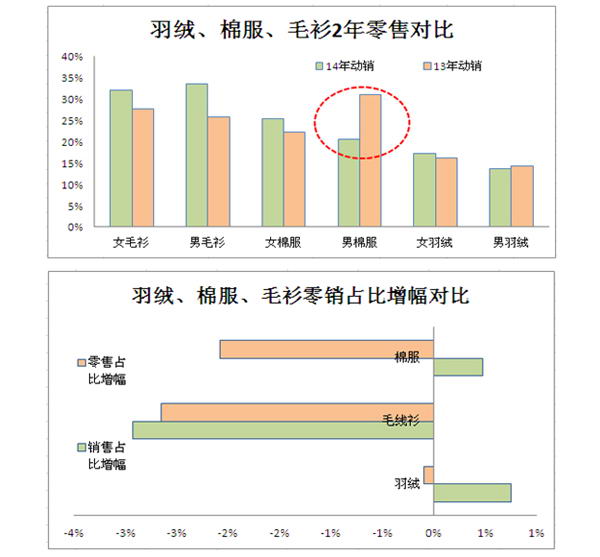 羽绒、棉服、毛衫2年零售对比
14年动销 13年动销
40%
35%
30%
25%
20%
15%
10%
5%
0%
女毛衫 男毛衫 女棉服 男棉服 女羽绒 男羽绒
羽绒、棉服、毛衫零销占比增幅对比
零售占
比增幅
棉服
毛线衫
销售占
比增幅
羽绒
-4% -3% -3% -2% -2% -1% -1% 0% 1% 1%